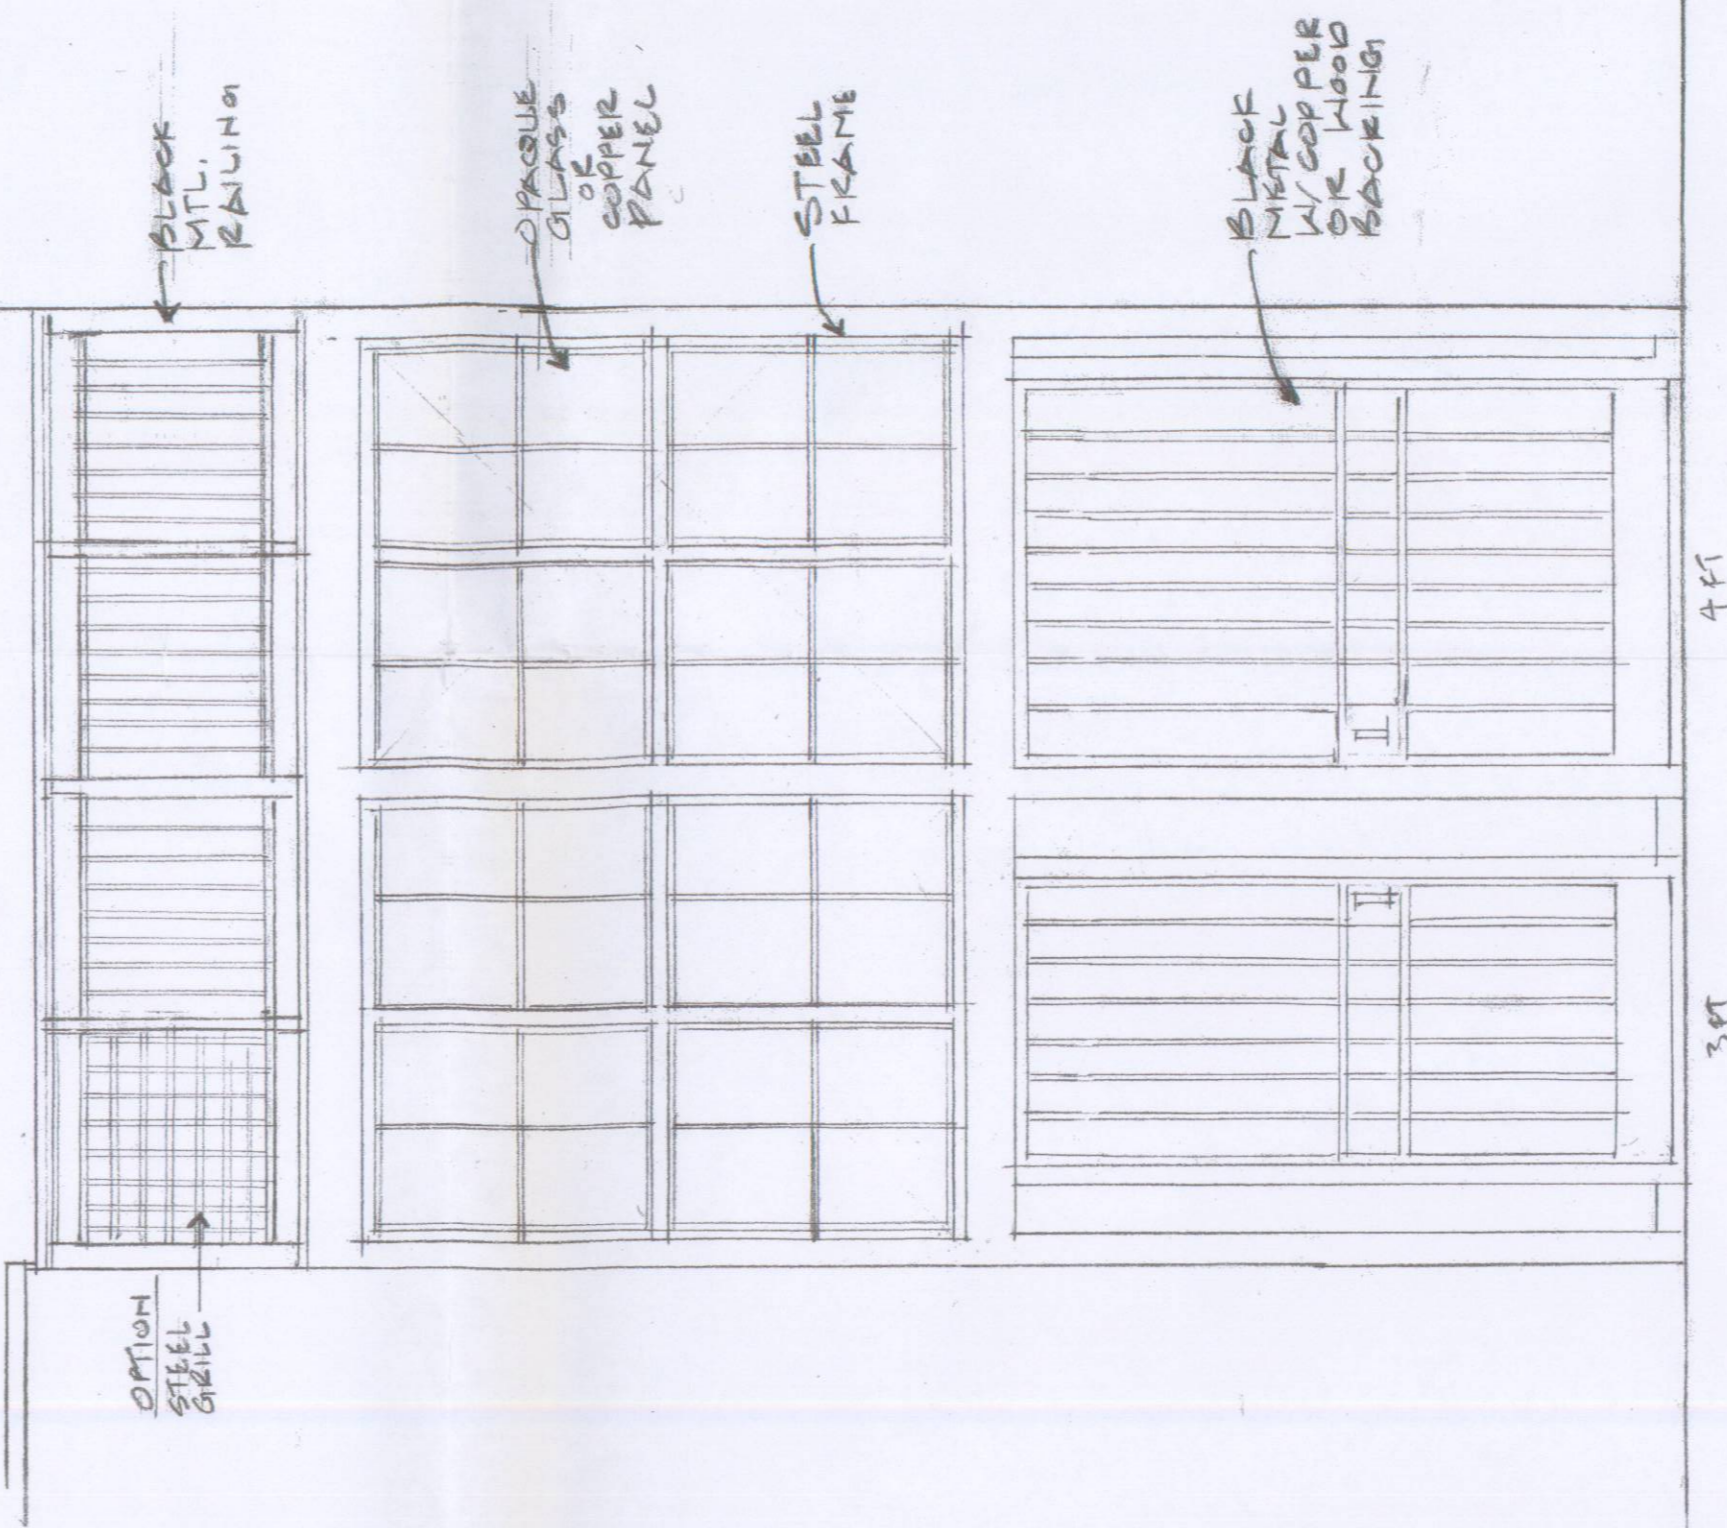 BLACK
MTL.
RAILING
OPAQUE
GLASS
OR
COPPER
PANEL
STEEL
FRAME
BLACK
METAL
W/COPPER
OR WOOD
BACKING
OPTION
STEEL
GRILL
4 FT
3 FT